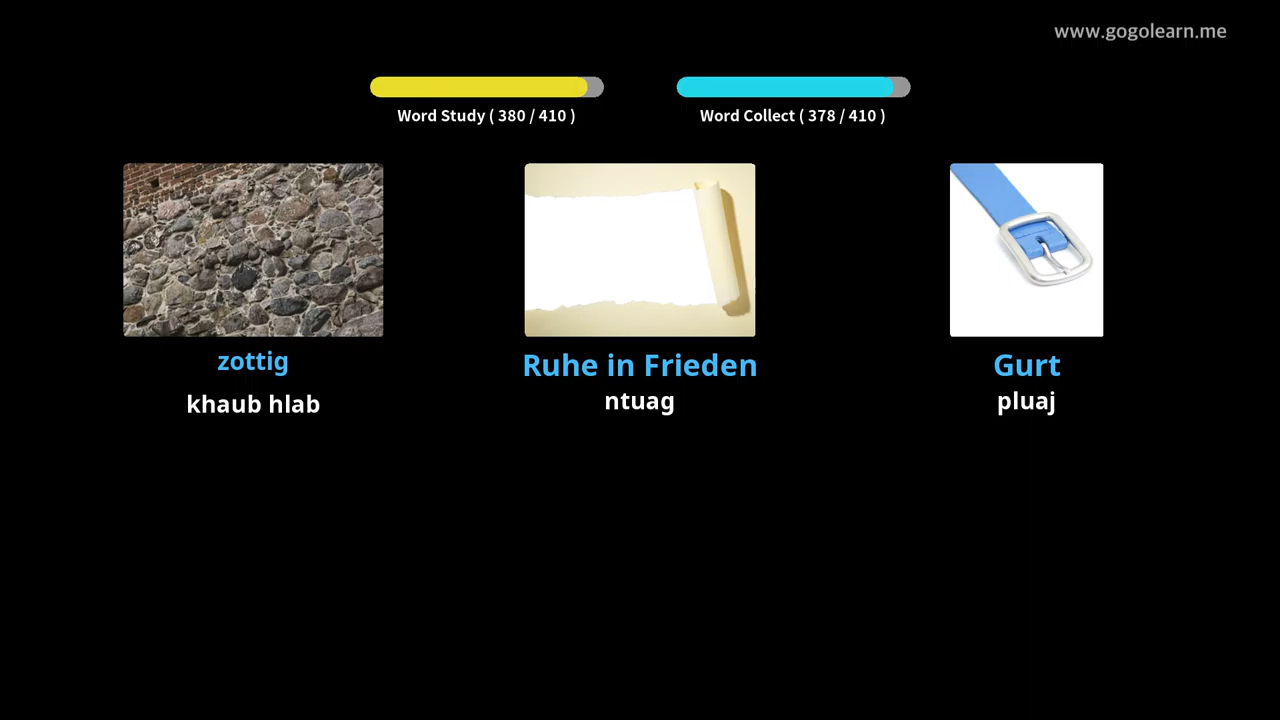 www.gogolearn.me
Word Study ( 380 / 410 )
Word Collect ( 378 / 410 )
zottig
khaub hlab
Ruhe in Frieden
ntuag
Gurt
pluaj